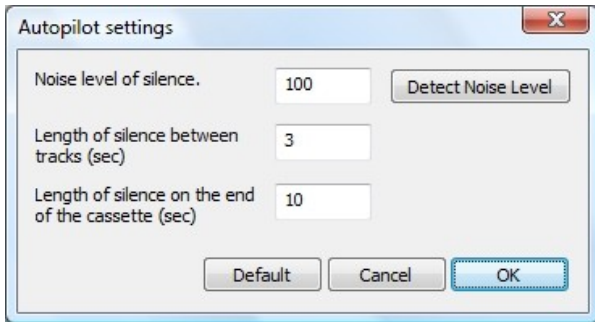 Autopilot settings
Noise level of silence.
100
Detect Noise Level
Length of silence between
tracks (sec)
3
Length of silence on the end
of the cassette (sec)
10
Default
Cancel
OK